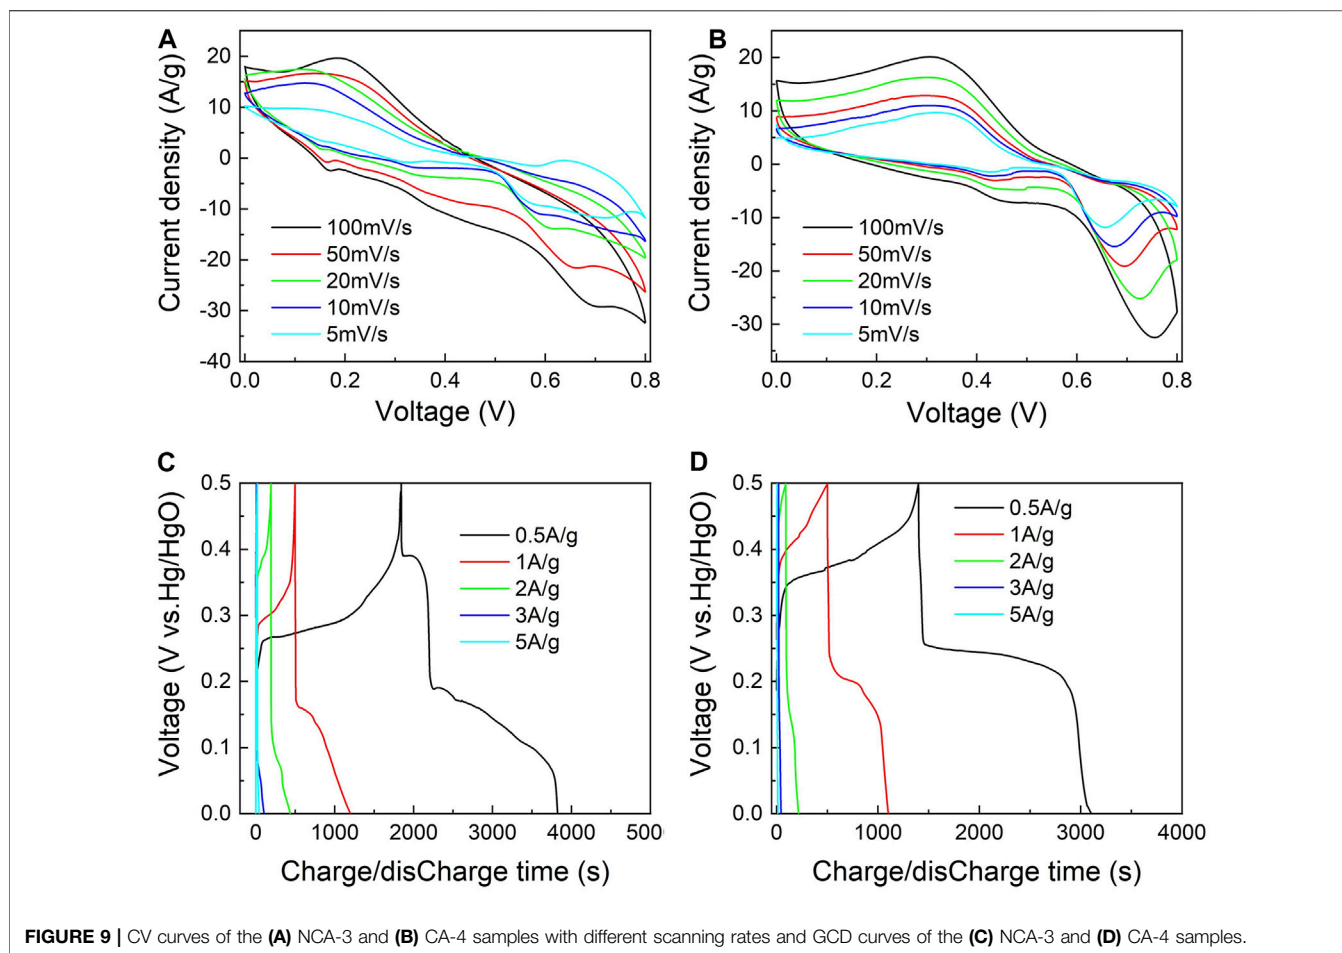 A
B
Current density (A/g)
20
10
0
-10
-20
-30
-40
100mV/s
50mV/s
20mV/s
10mV/s
5mV/s
0.0 0.2 0.4 0.6 0.8
Voltage (V)
Current density (A/g)
20
10
0
-10
-20
-30
100mV/s
50mV/s
20mV/s
10mV/s
5mV/s
0.0 0.2 0.4 0.6 0.8
Voltage (V)
C
D
Voltage (V vs.Hg/HgO)
0.5
0.4
0.3
0.2
0.1
0.0
0.5A/g
1A/g
2A/g
3A/g
5A/g
0 1000 2000 3000 4000 500
Charge/disCharge time (s)
Voltage (V vs.Hg/HgO)
0.5
0.4
0.3
0.2
0.1
0.0
0.5A/g
1A/g
2A/g
3A/g
5A/g
0 1000 2000 3000 4000
Charge/disCharge time (s)
FIGURE 9 | CV curves of the (A) NCA-3 and (B) CA-4 samples with different scanning rates and GCD curves of the (C) NCA-3 and (D) CA-4 samples.